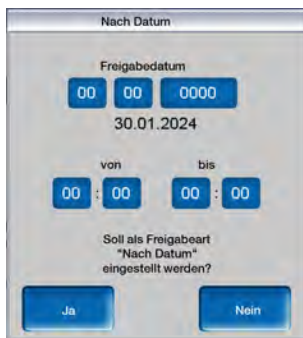 Nach Datum
Freigabedatum
00 00 0000
30.01.2024
von bis
00 : 00 00 : 00
Soll als Freigabeart
"Nach Datum"
eingestellt werden?
Ja Nein